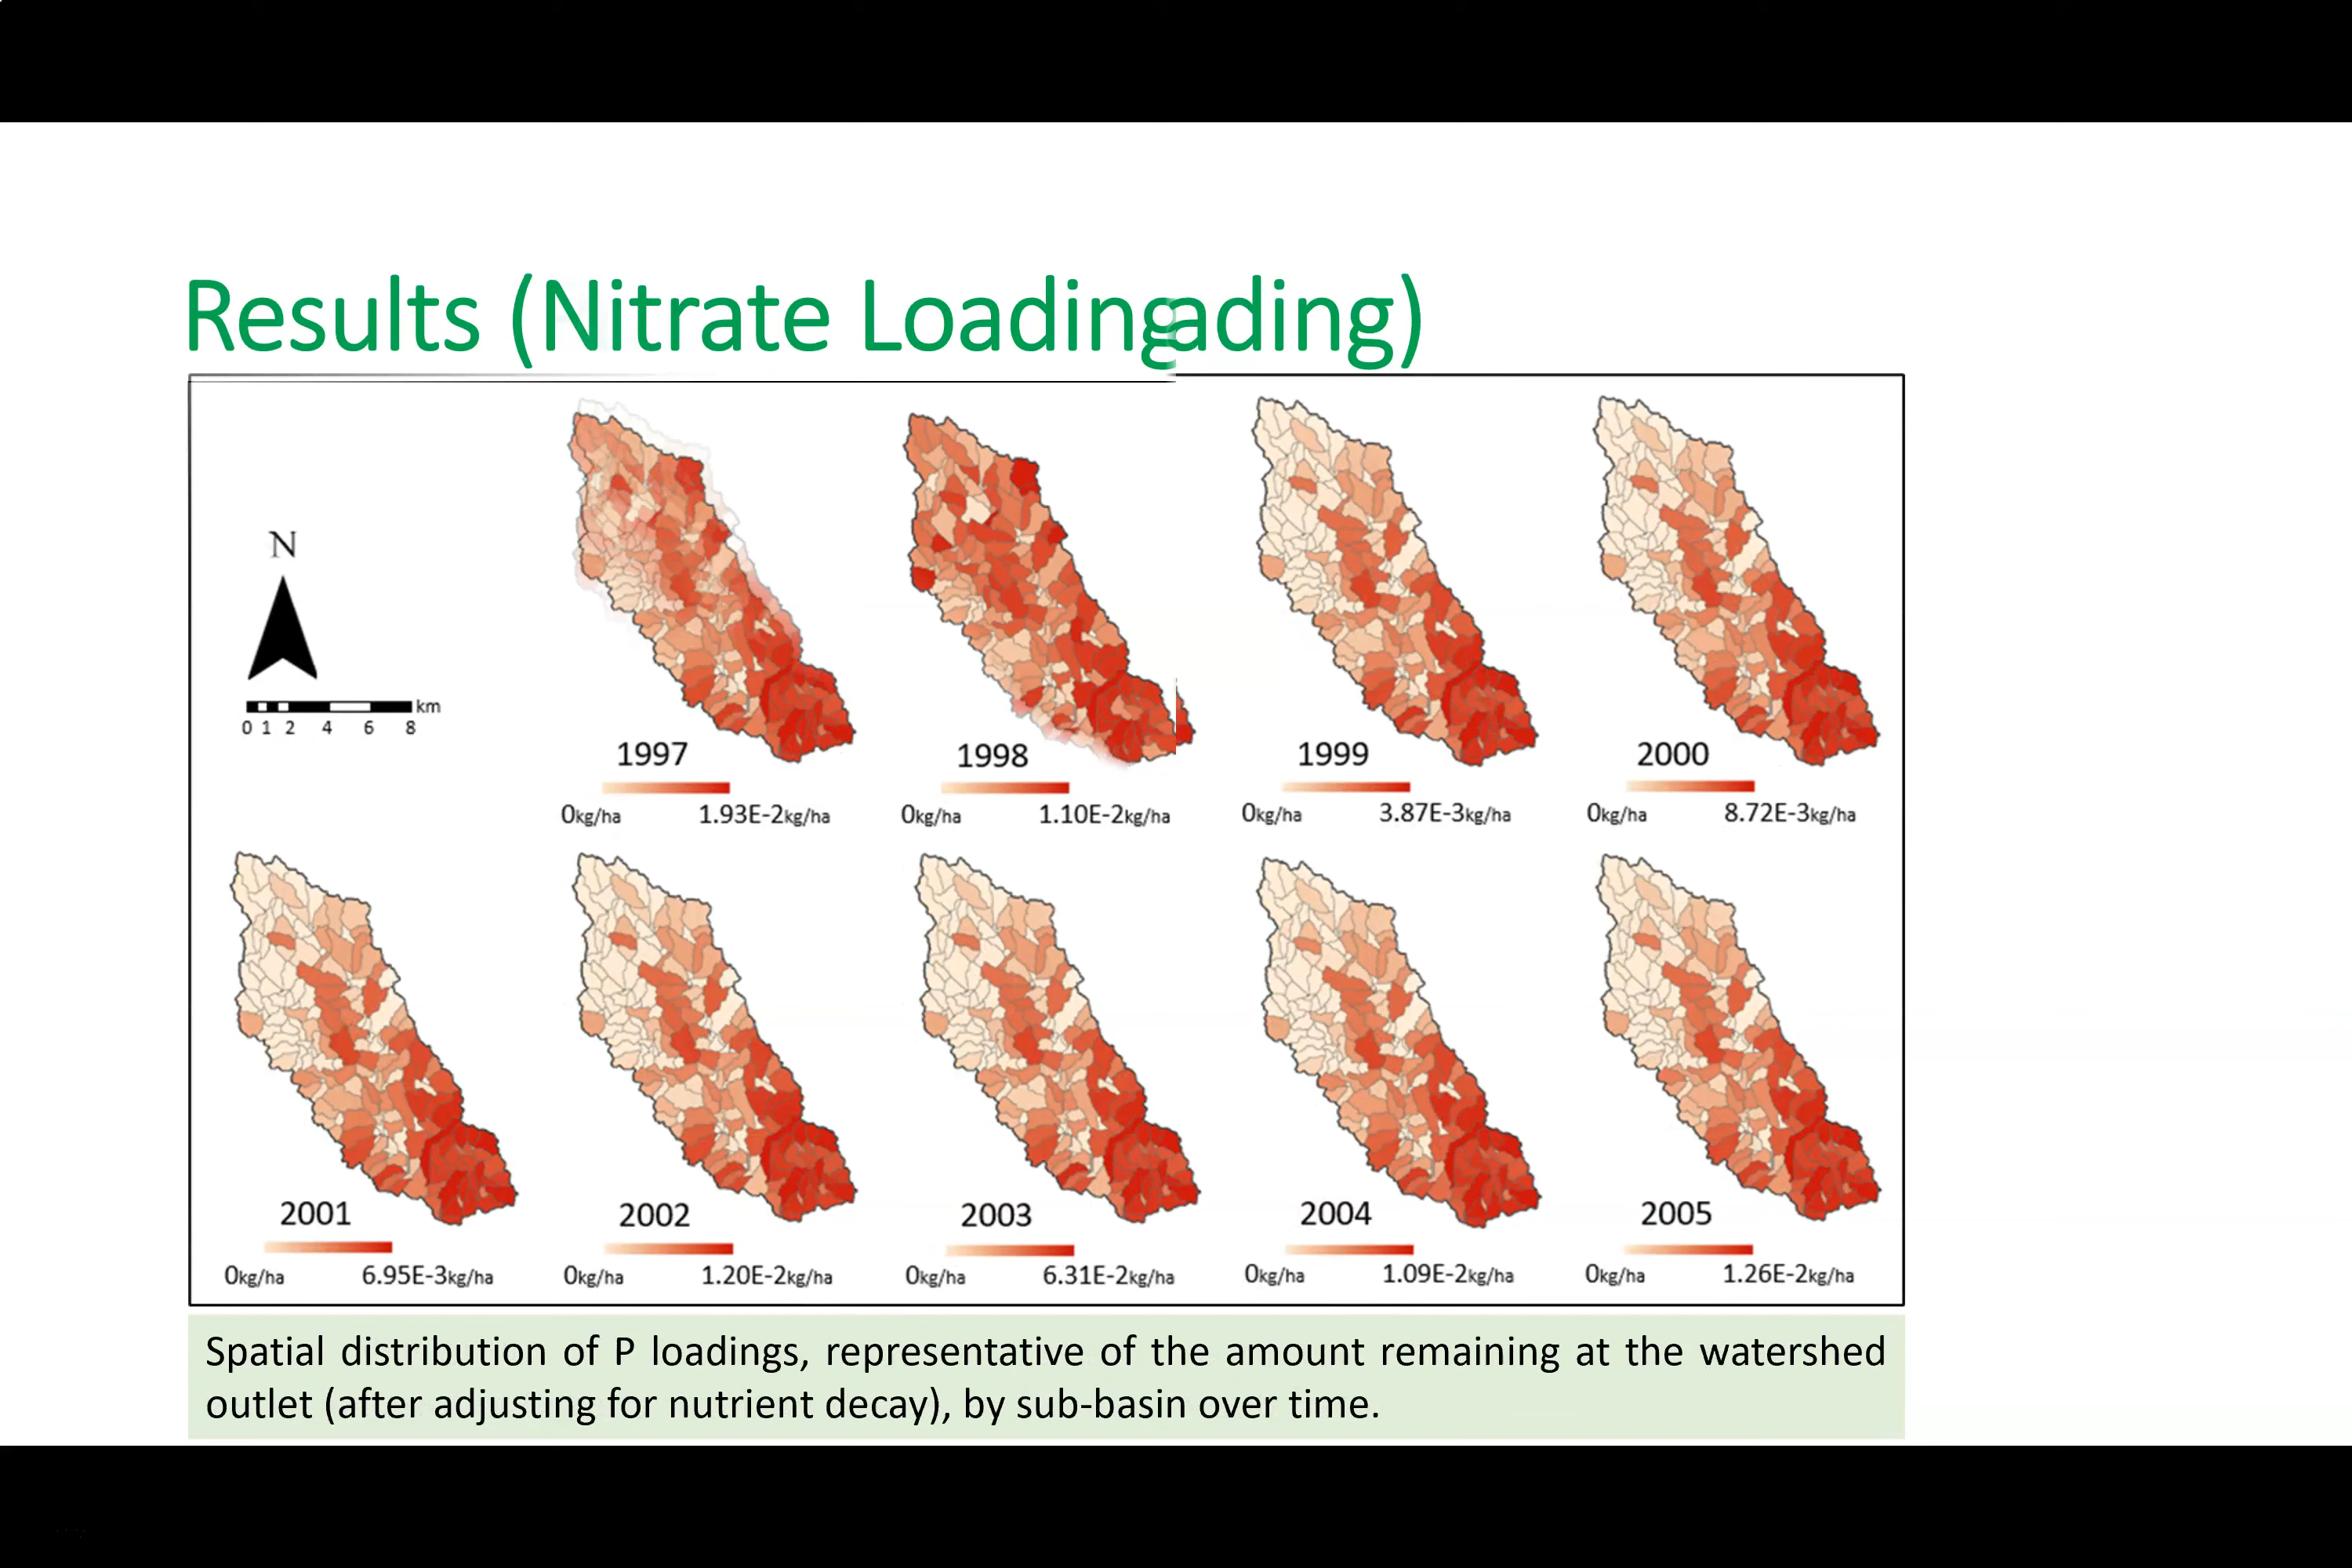 Results (Nitrate Loadingading)
N
km
0 1 2 4 6 8
1997 1998 1999 2000
0kg/ha 1.93E-2kg/ha 0kg/ha 1.10E-2kg/ha 0kg/ha 3.87E-3kg/ha 0kg/ha 8.72E-3kg/ha
2001 2002 2003 2004 2005
0kg/ha 6.95E-3kg/ha 0kg/ha 1.20E-2kg/ha 0kg/ha 6.31E-2kg/ha 0kg/ha 1.09E-2kg/ha 0kg/ha 1.26E-2kg/ha
Spatial distribution of P loadings, representative of the amount remaining at the watershed
outlet (after adjusting for nutrient decay), by sub-basin over time.